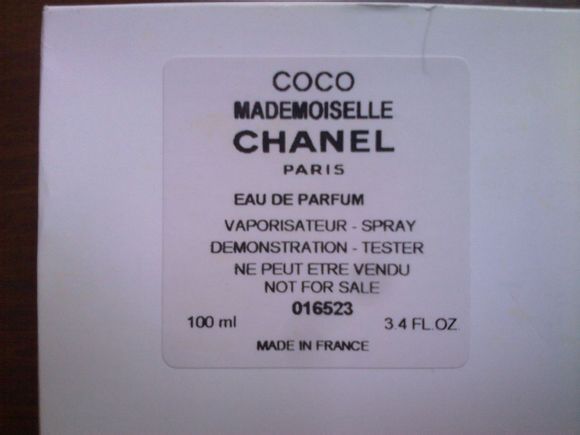 COCO
MADEMOISELLE
CHANEL
PARIS
EAU DE PARFUM
VAPORISATEUR - SPRAY
DEMONSTRATION - TESTER
NE PEUT ETRE VENDU
NOT FOR SALE
016523
100 ml 3.4 FL.OZ.
MADE IN FRANCE